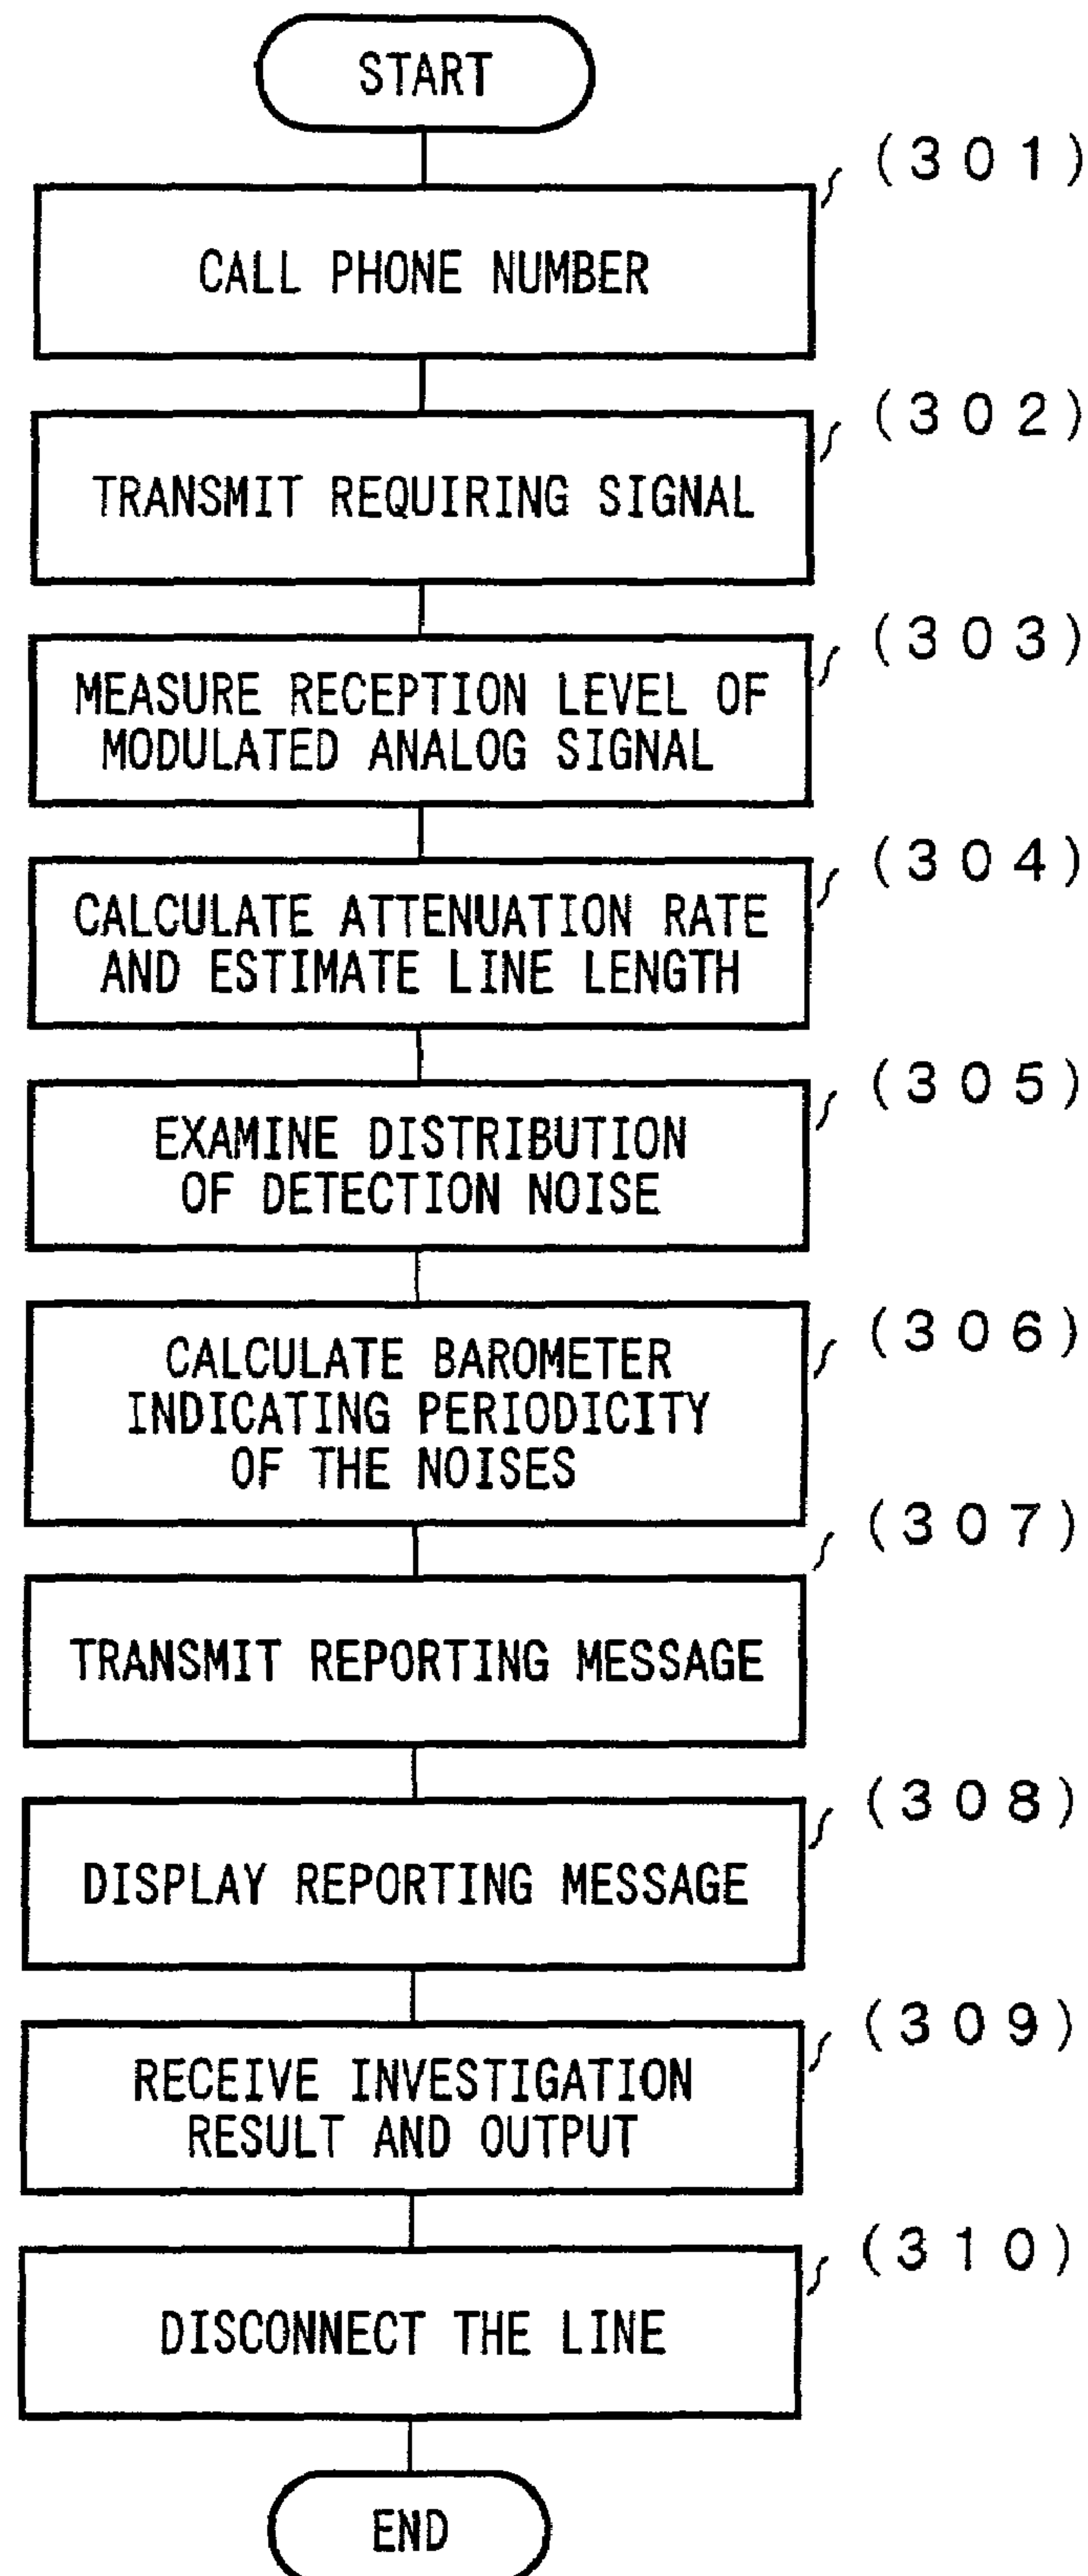 START
(301)
CALL PHONE NUMBER
(302)
TRANSMIT REQUIRING SIGNAL
(303)
MEASURE RECEPTION LEVEL OF
MODULATED ANALOG SIGNAL
(304)
CALCULATE ATTENUATION RATE
AND ESTIMATE LINE LENGTH
(305)
EXAMINE DISTRIBUTION
OF DETECTION NOISE
(306)
CALCULATE BAROMETER
INDICATING PERIODICITY
OF THE NOISES
(307)
TRANSMIT REPORTING MESSAGE
(308)
DISPLAY REPORTING MESSAGE
(309)
RECEIVE INVESTIGATION
RESULT AND OUTPUT
(310)
DISCONNECT THE LINE
END